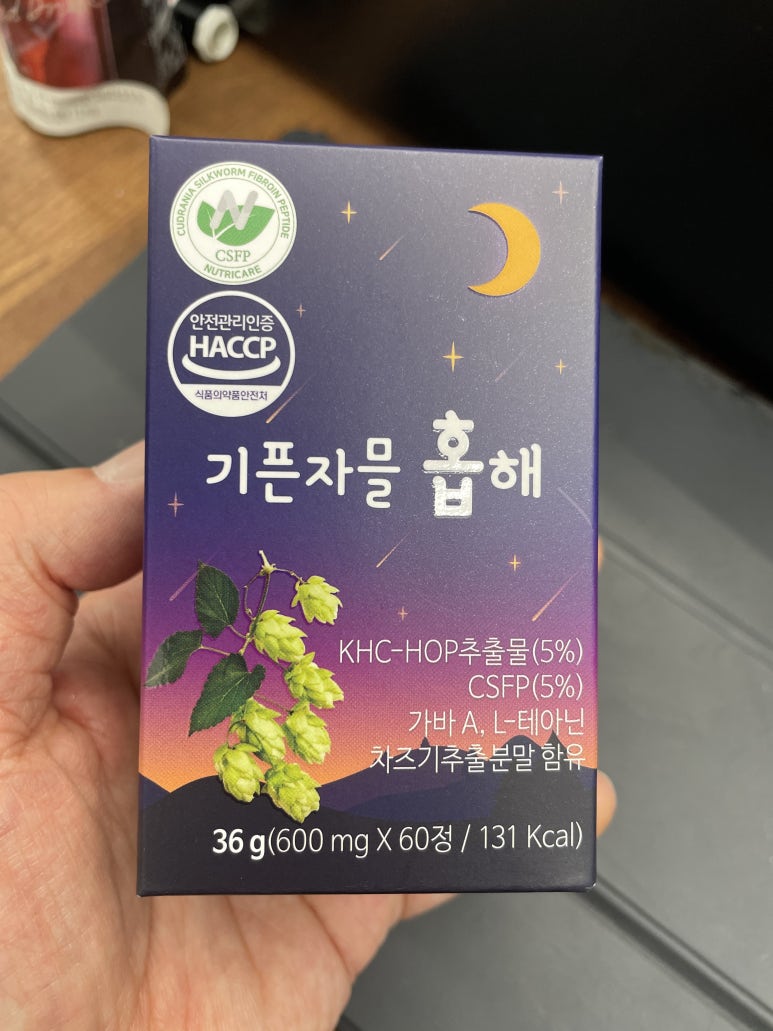 CUDRANIA SILKWORM FIBROIN PEPTIDE
CSFP
NUTRICARE
안전관리인증
HACCP
식품의약품안전처
기픈자믈 홉해
KHC-HOP추출물(5%)
CSFP(5%)
가바 A, L-테아닌
차즈기추출분말 함유
36 g(600 mg X 60정 / 131 Kcal)